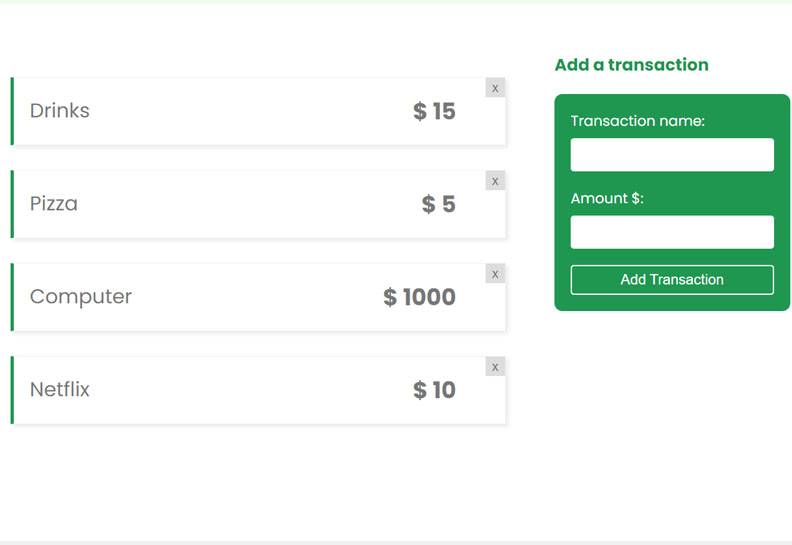 x
Drinks $ 15
x
Pizza $ 5
x
Computer $ 1000
x
Netflix $ 10
Add a transaction
Transaction name:
Amount $:
Add Transaction